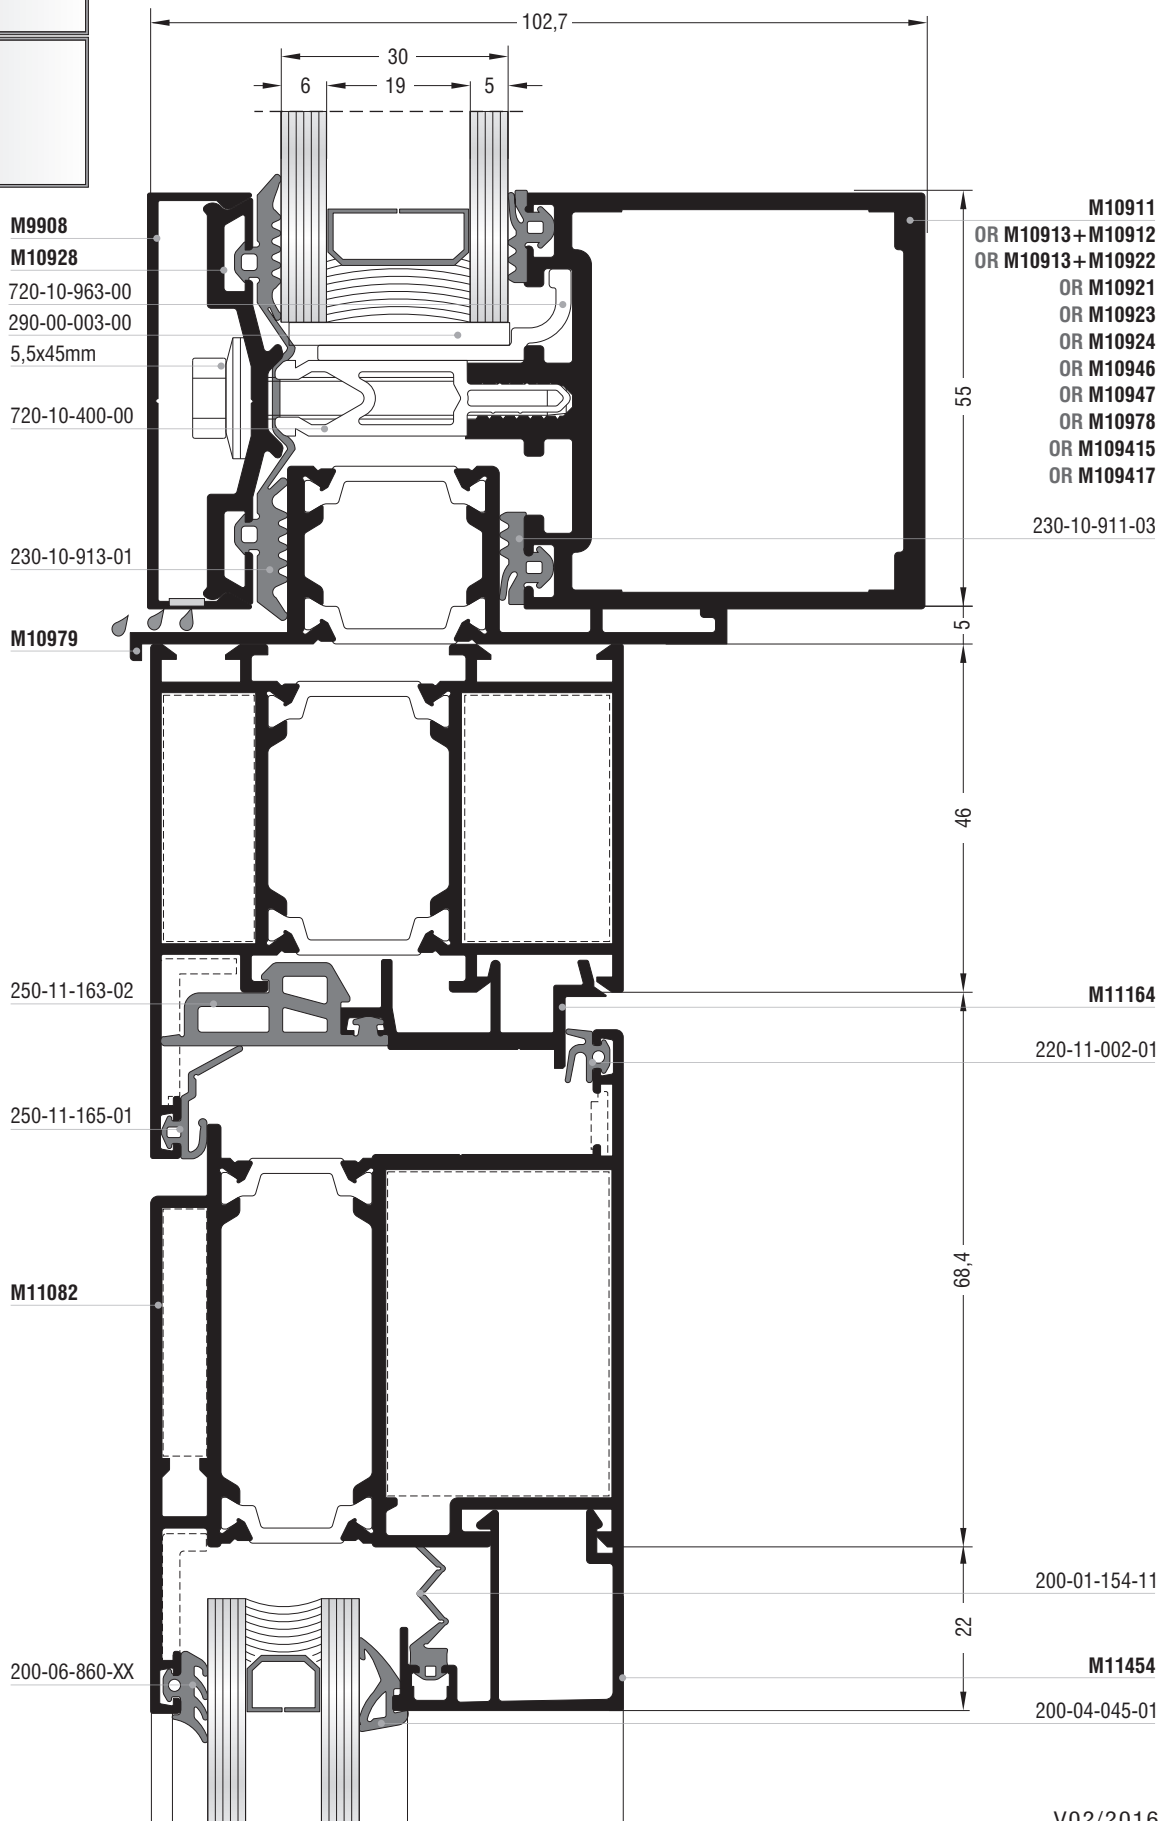 102,7
30
6 19 5
M9908
M10928
720-10-963-00
290-00-003-00
5,5x45mm
720-10-400-00
230-10-913-01
M10979
250-11-163-02
250-11-165-01
M11082
200-06-860-XX
M10911
OR M10913+M10912
OR M10913+M10922
OR M10921
OR M10923
OR M10924
OR M10946
OR M10947
OR M10978
OR M109415
OR M109417
230-10-911-03
55
5
46
M11164
220-11-002-01
68,4
200-01-154-11
22
M11454
200-04-045-01
V02/2016